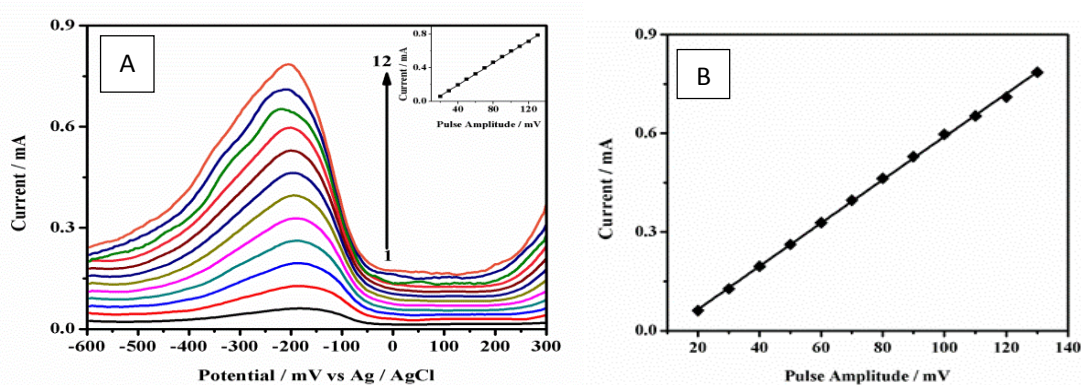 A
0.9
0.6
0.3
0.0
Current / mA
-600 -500 -400 -300 -200 -100 0 100 200 300
Potential / mV vs Ag / AgCl
12
1
0.8
0.4
0.0
Current / mA
40 80 120
Pulse Amplitude / mV
B
0.9
0.6
0.3
0.0
Current / mA
20 40 60 80 100 120 140
Pulse Amplitude / mV